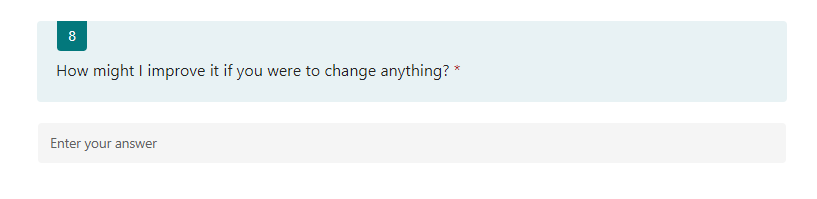 8
How might I improve it if you were to change anything? *
Enter your answer